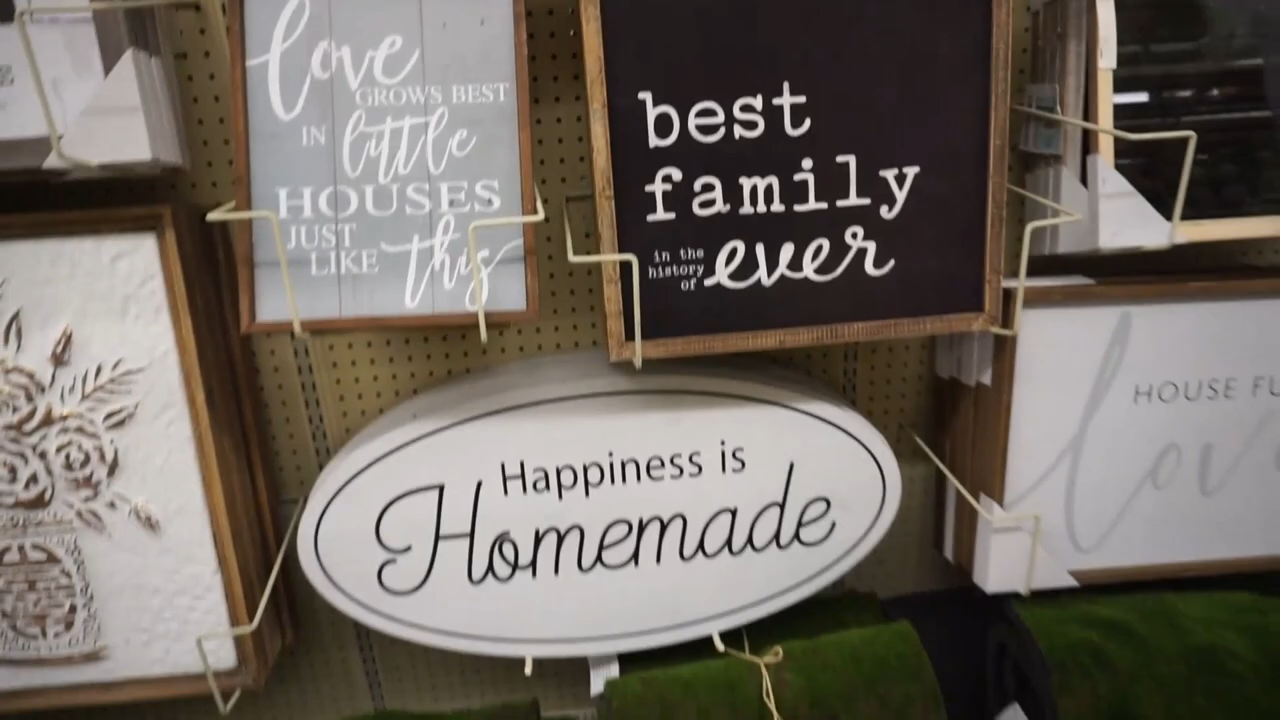 love
GROWS BEST
IN little
HOUSES
JUST
LIKE this
best
family
in the
history
of ever
Happiness is
Homemade
HOUSE